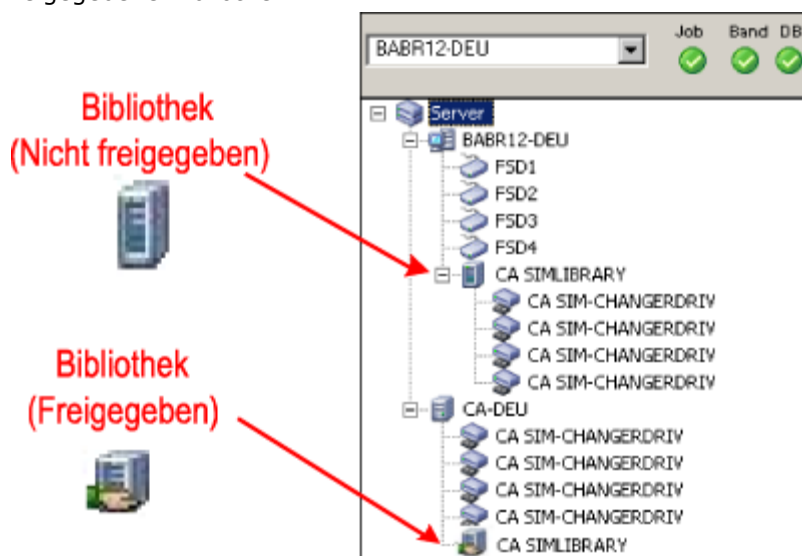 BABR12-DEU
Job Band DB
Bibliothek
(Nicht freigegeben)
Server
BABR12-DEU
FSD1
FSD2
FSD3
FSD4
CA SIMLIBRARY
CA SIM-CHANGERDRIV
CA SIM-CHANGERDRIV
CA SIM-CHANGERDRIV
CA SIM-CHANGERDRIV
Bibliothek
(Freigegeben)
CA-DEU
CA SIM-CHANGERDRIV
CA SIM-CHANGERDRIV
CA SIM-CHANGERDRIV
CA SIM-CHANGERDRIV
CA SIMLIBRARY